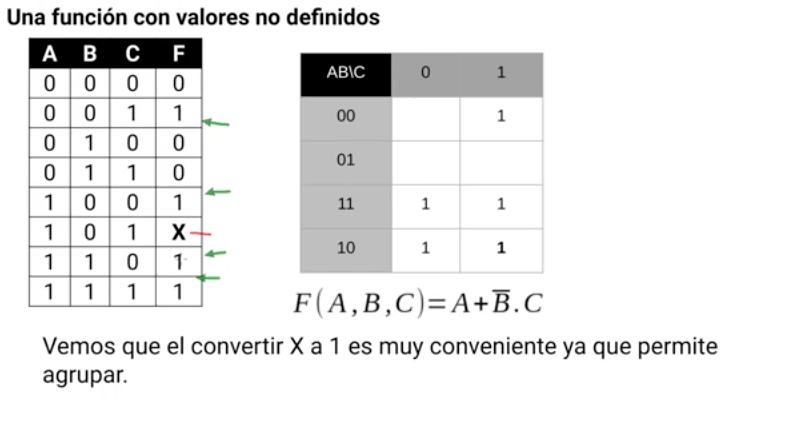 Una función con valores no definidos
A B C F
0 0 0 0
0 0 1 1
0 1 0 0
0 1 1 0
1 0 0 1
1 0 1 X
1 1 0 1
1 1 1 1
AB\C 0 1
00 1
01
11 1 1
10 1 1
F(A,B,C)=A+B̅.C
Vemos que el convertir X a 1 es muy conveniente ya que permite
agrupar.